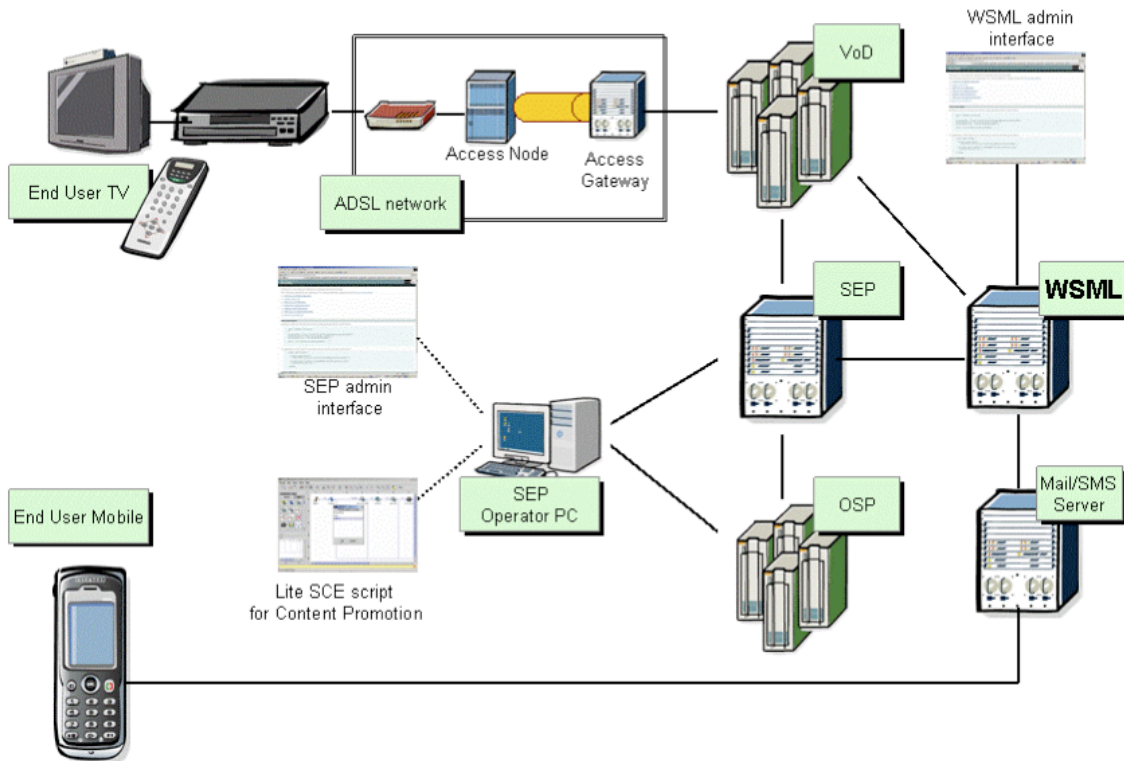 WSML admin
interface
VoD
Access Node
Access
Gateway
End User TV
ADSL network
SEP
WSML
SEP admin
interface
End User Mobile
SEP
Operator PC
OSP
Mail/SMS
Server
Lite SCE script
for Content Promotion